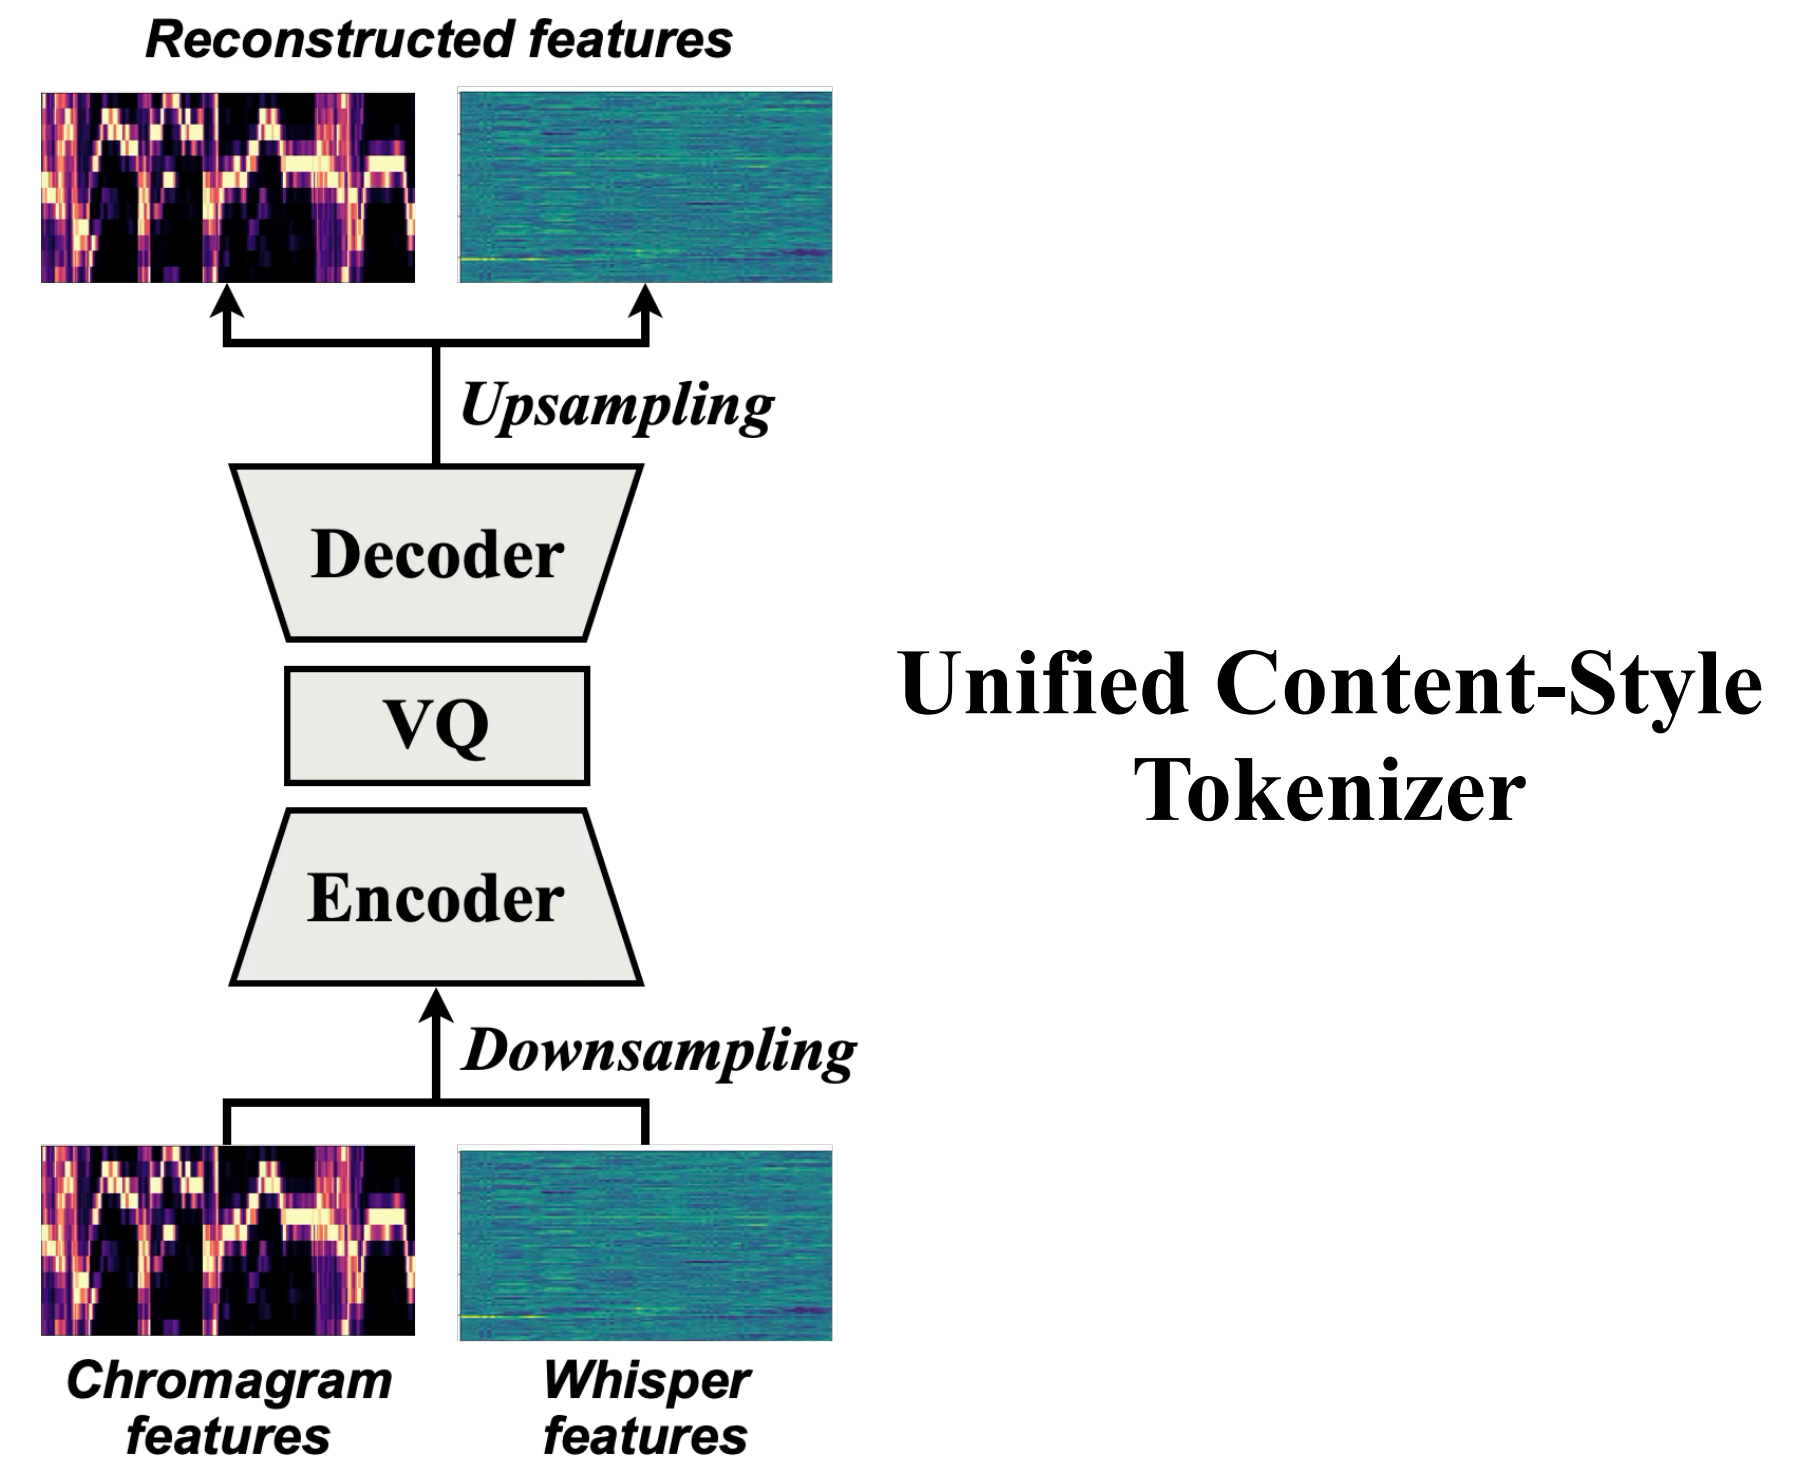 Reconstructed features
Upsampling
Decoder
VQ
Unified Content-Style
Tokenizer
Encoder
Downsampling
Chromagram
features
Whisper
features